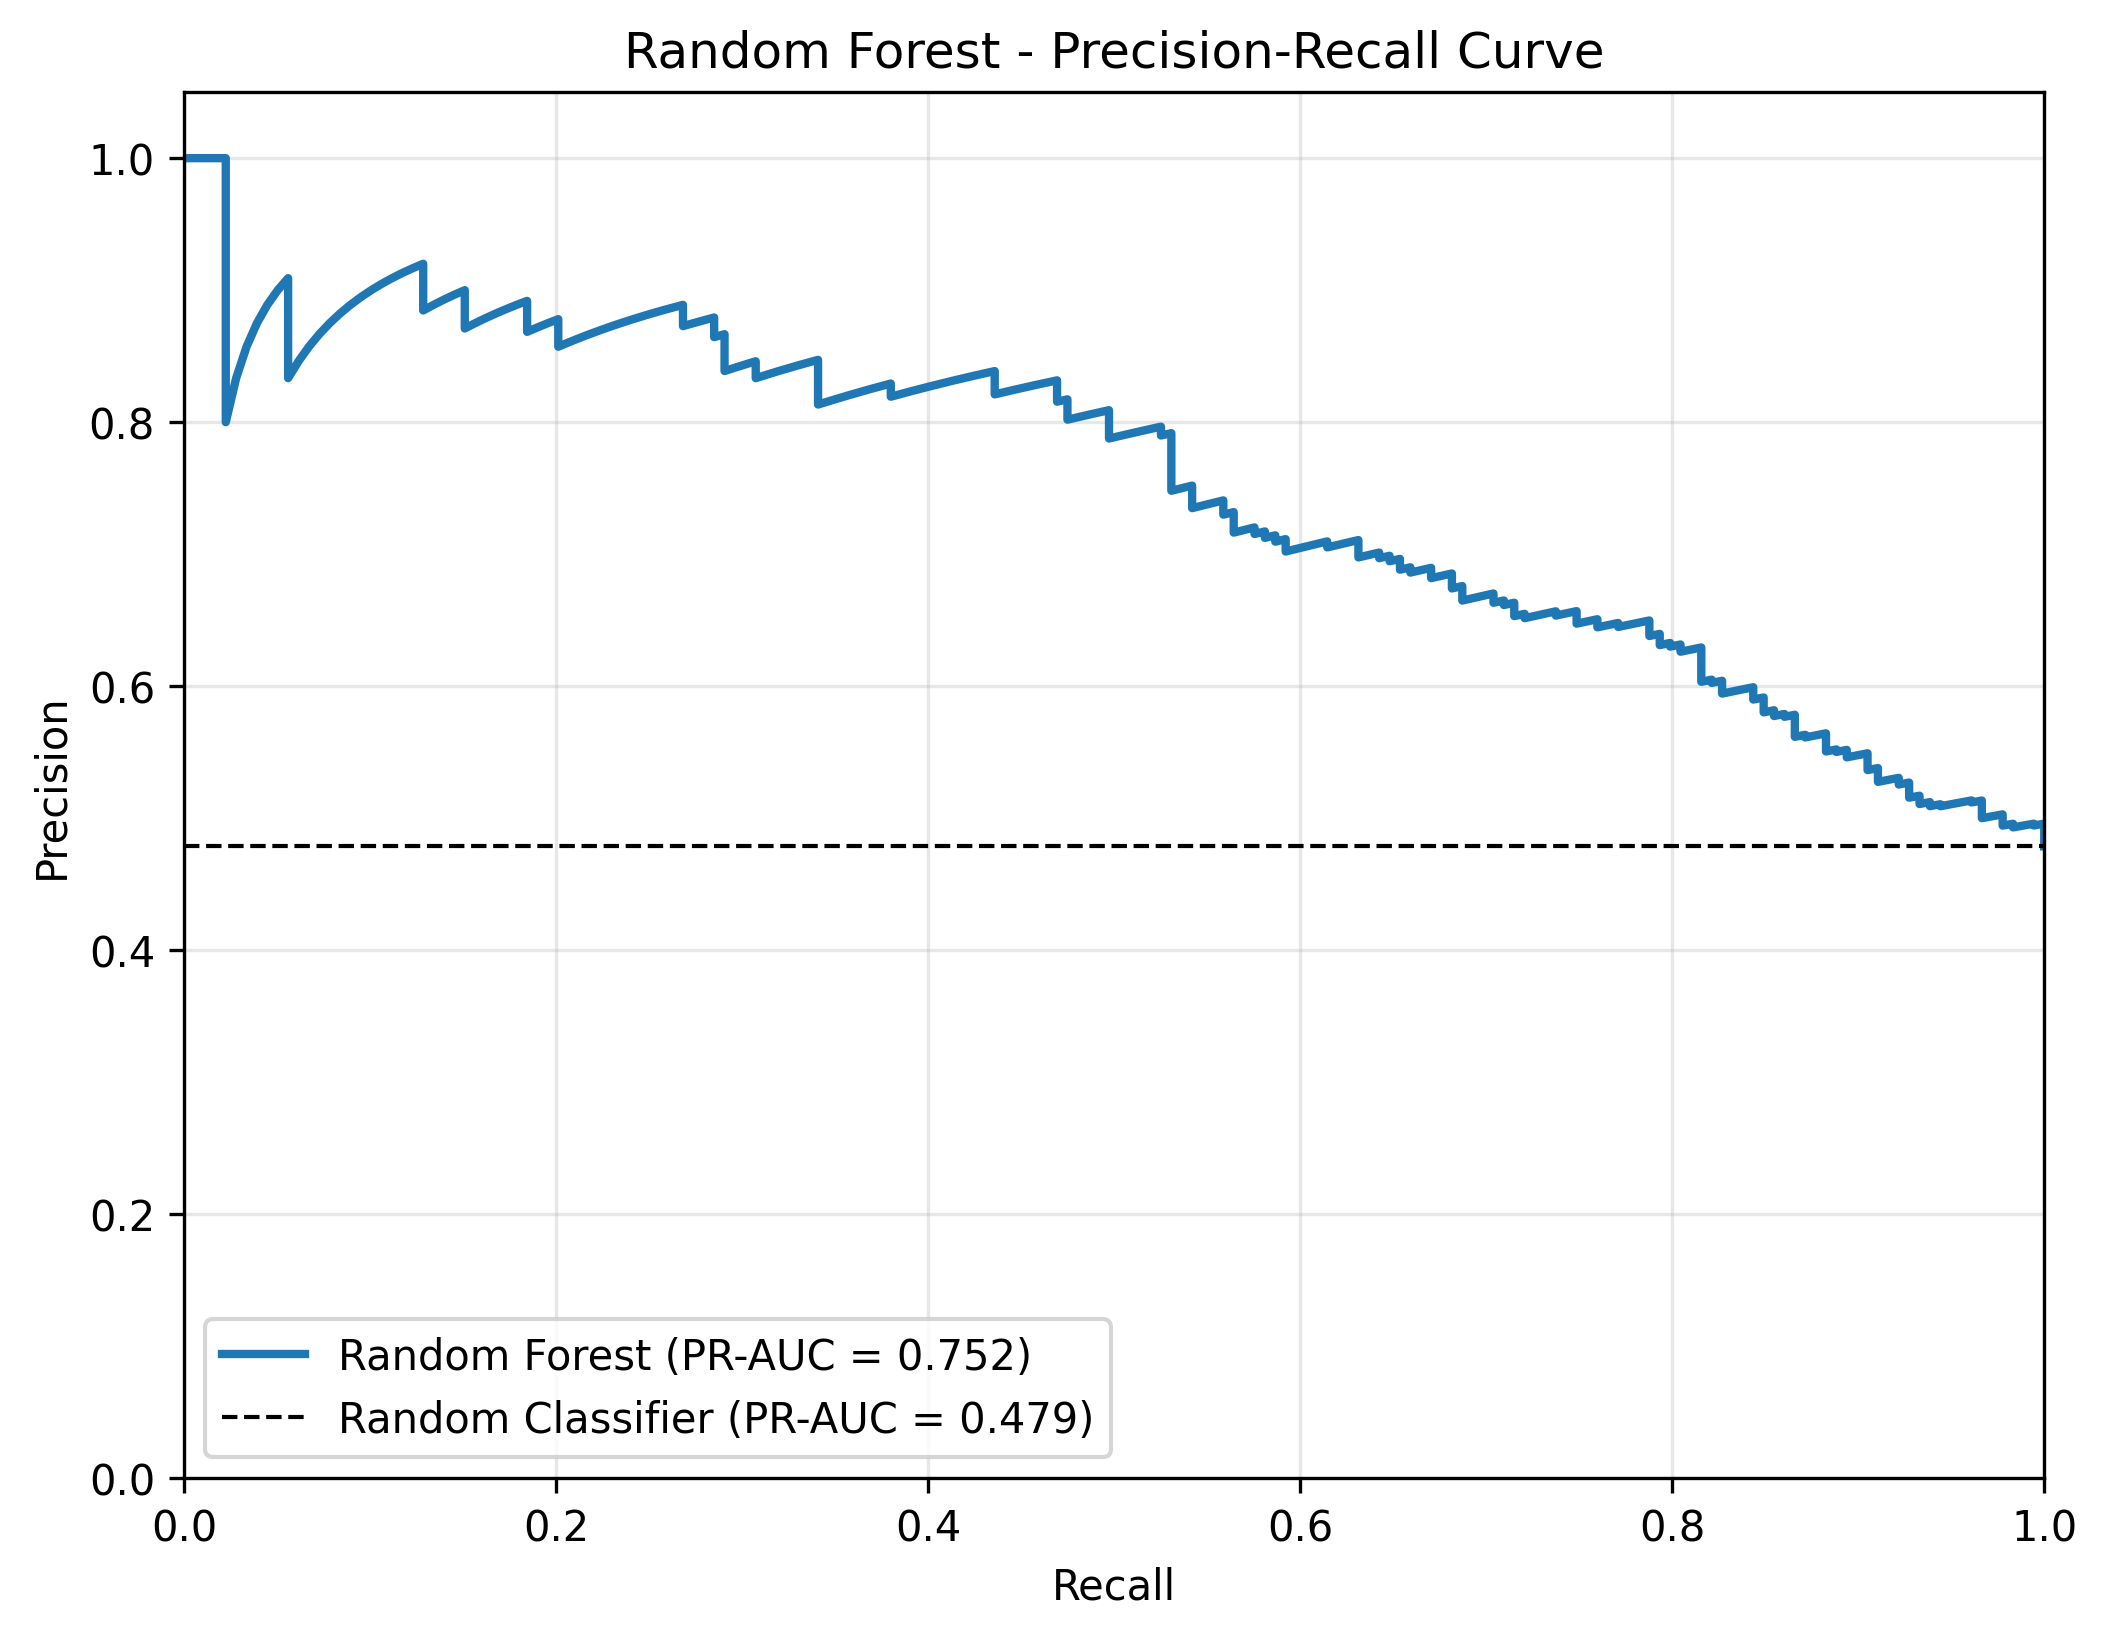 Random Forest - Precision-Recall Curve
1.0
0.8
0.6
0.4
0.2
0.0
Precision
Random Forest (PR-AUC = 0.752)
Random Classifier (PR-AUC = 0.479)
0.0 0.2 0.4 0.6 0.8 1.0
Recall